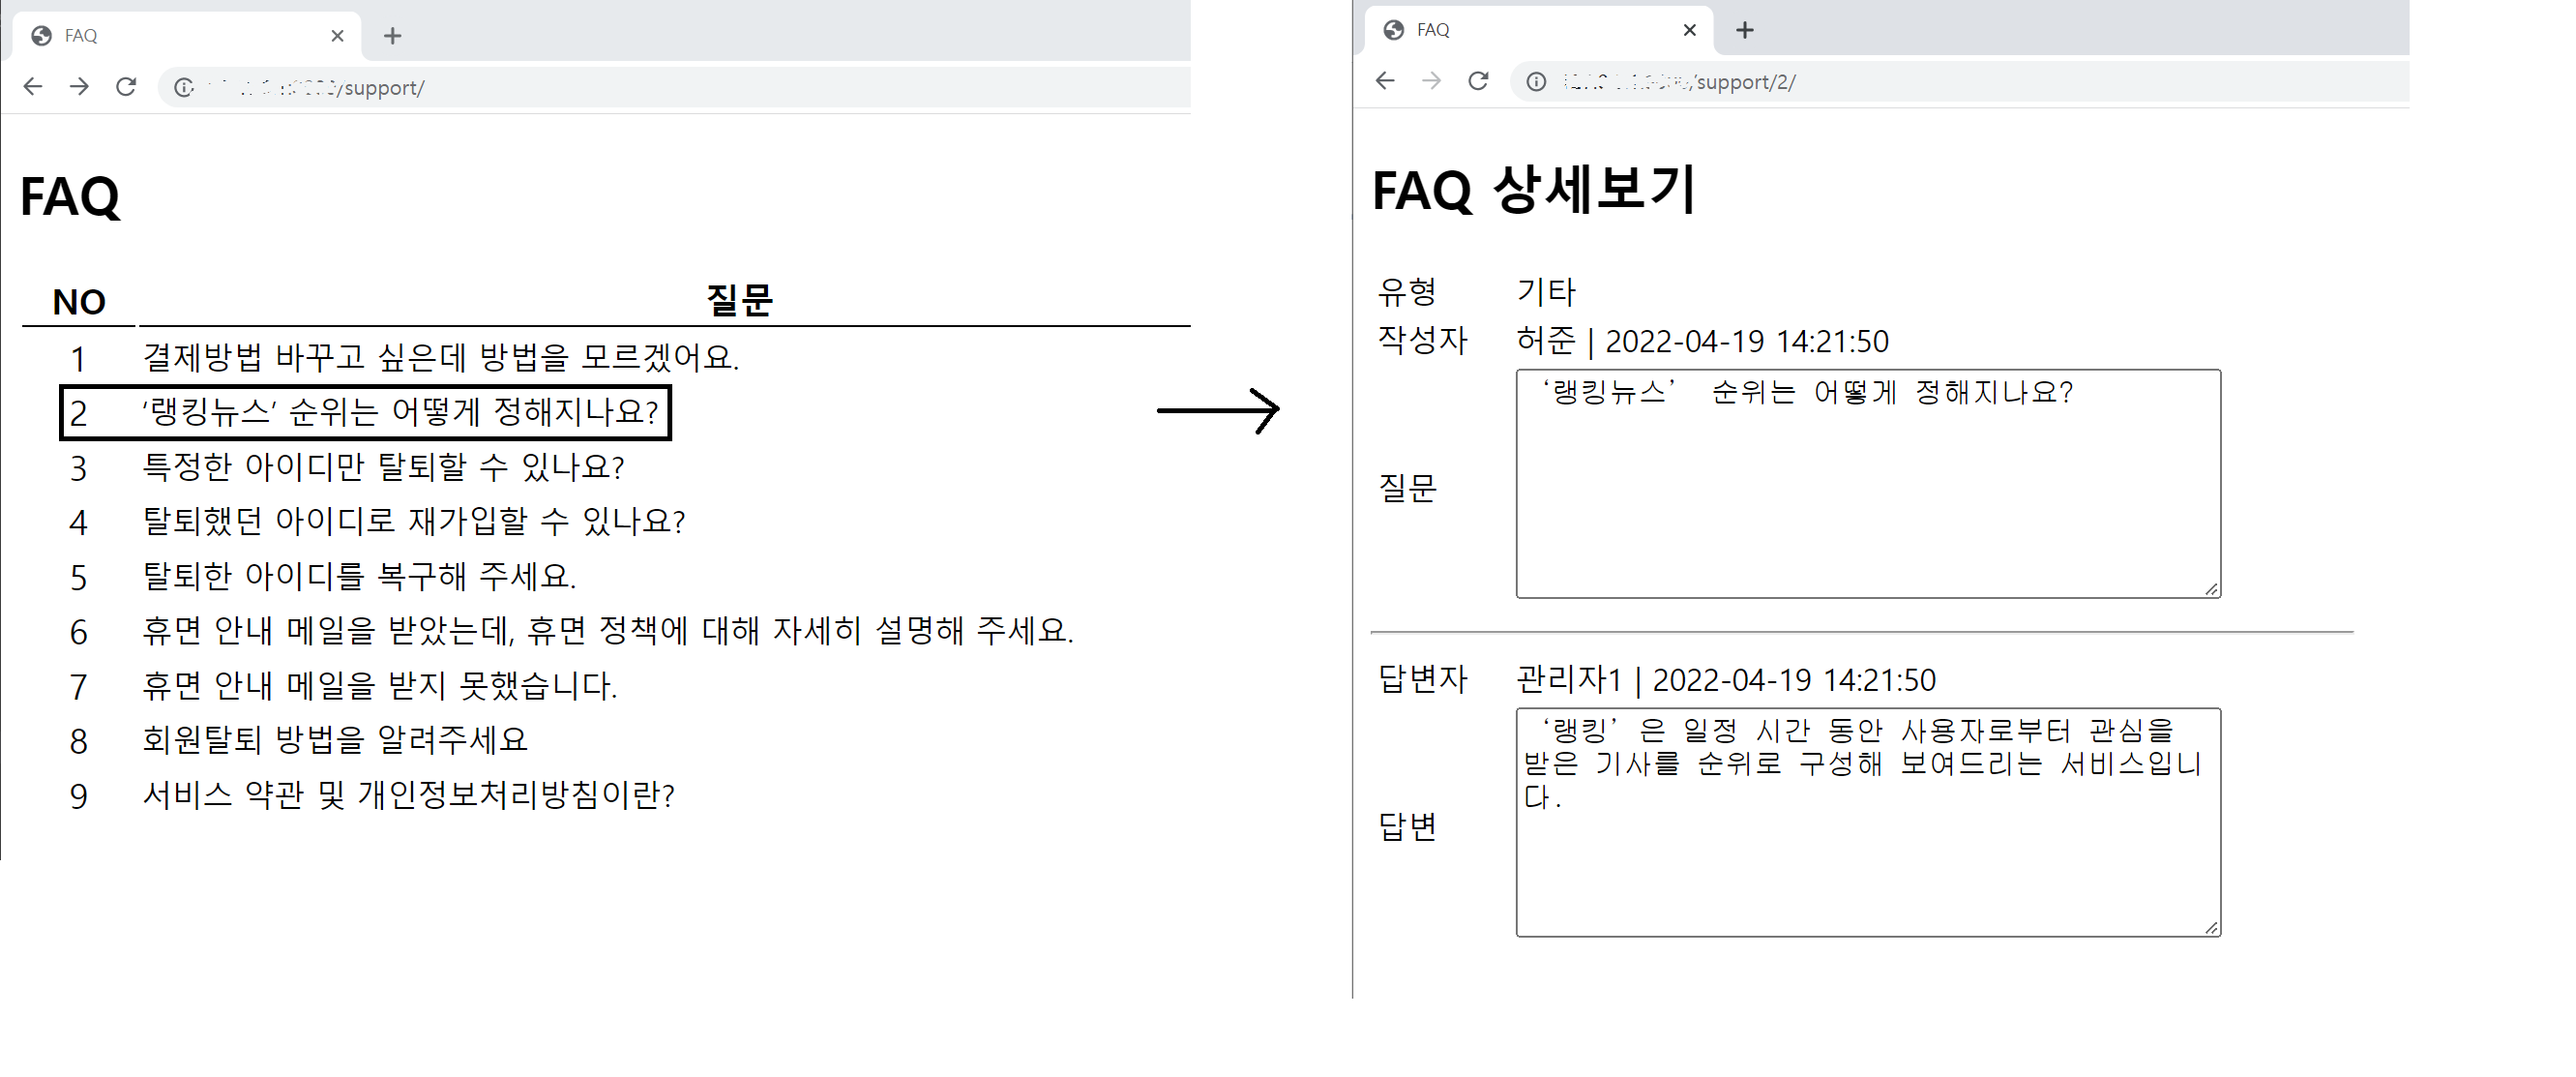 FAQ
/support/
FAQ
NO 질문
1 결제방법 바꾸고 싶은데 방법을 모르겠어요.
2 ‘랭킹뉴스’ 순위는 어떻게 정해지나요?
3 특정한 아이디만 탈퇴할 수 있나요?
4 탈퇴했던 아이디로 재가입할 수 있나요?
5 탈퇴한 아이디를 복구해 주세요.
6 휴면 안내 메일을 받았는데, 휴면 정책에 대해 자세히 설명해 주세요.
7 휴면 안내 메일을 받지 못했습니다.
8 회원탈퇴 방법을 알려주세요
9 서비스 약관 및 개인정보처리방침이란?
FAQ
/support/2/
FAQ 상세보기
유형 기타
작성자 허준 | 2022-04-19 14:21:50
‘랭킹뉴스’ 순위는 어떻게 정해지나요?
질문
답변자 관리자1 | 2022-04-19 14:21:50
‘랭킹’은 일정 시간 동안 사용자로부터 관심을
받은 기사를 순위로 구성해 보여드리는 서비스입니
다.
답변